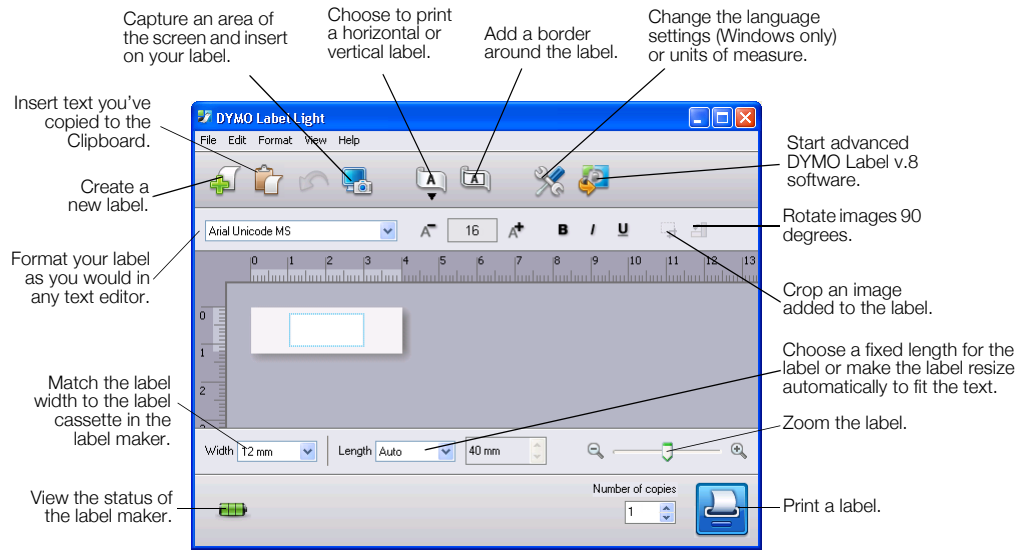 Capture an area of
the screen and insert
on your label.
Choose to print
a horizontal or
vertical label.
Add a border
around the label.
Change the language
settings (Windows only)
or units of measure.
Insert text you've
copied to the
Clipboard.
Create a
new label.
Format your label
as you would in
any text editor.
Match the label
width to the label
cassette in the
label maker.
View the status of
the label maker.
DYMO Label Light
File Edit Format View Help
A A
Arial Unicode MS A 16 A B I U
0 1 2 3 4 5 6 7 8 9 10 11 12 13
0
1
2
Width 12 mm Length Auto 40 mm
Number of copies
1
Start advanced
DYMO Label v.8
software.
Rotate images 90
degrees.
Crop an image
added to the label.
Choose a fixed length for the
label or make the label resize
automatically to fit the text.
Zoom the label.
Print a label.